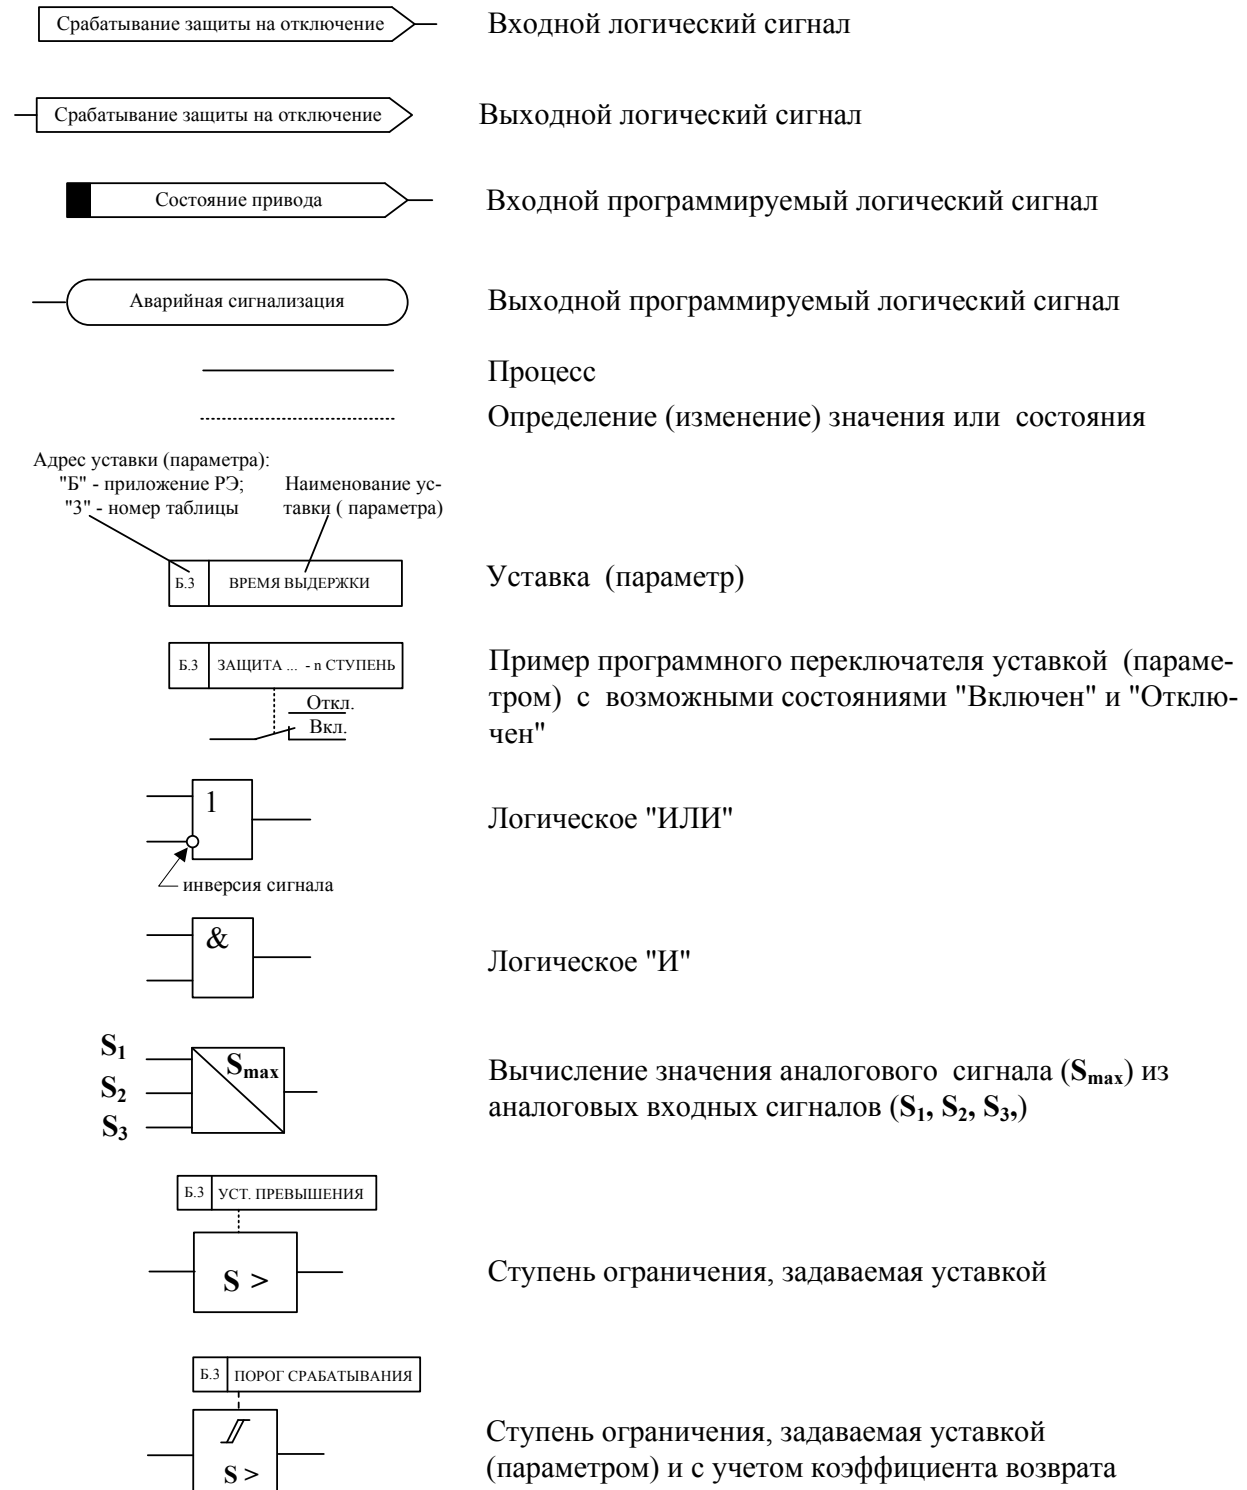 Срабатывание защиты на отключение
Входной логический сигнал
Срабатывание защиты на отключение
Выходной логический сигнал
Состояние привода
Входной программируемый логический сигнал
Аварийная сигнализация
Выходной программируемый логический сигнал
Процесс
Определение (изменение) значения или состояния
Адрес уставки (параметра):
"Б" - приложение РЭ;
"3" - номер таблицы
Наименование ус-
тавки ( параметра)
Б.3 ВРЕМЯ ВЫДЕРЖКИ
Уставка (параметр)
Б.3 ЗАЩИТА ... - n СТУПЕНЬ
Откл.
Вкл.
Пример программного переключателя уставкой (параме-
тром) с возможными состояниями "Включен" и "Отклю-
чен"
1
инверсия сигнала
Логическое "ИЛИ"
&
Логическое "И"
S1
S2
S3
Smax
Вычисление значения аналогового сигнала (Smax) из
аналоговых входных сигналов (S1, S2, S3,)
Б.3 УСТ. ПРЕВЫШЕНИЯ
S >
Ступень ограничения, задаваемая уставкой
Б.3 ПОРОГ СРАБАТЫВАНИЯ
S >
Ступень ограничения, задаваемая уставкой
(параметром) и с учетом коэффициента возврата